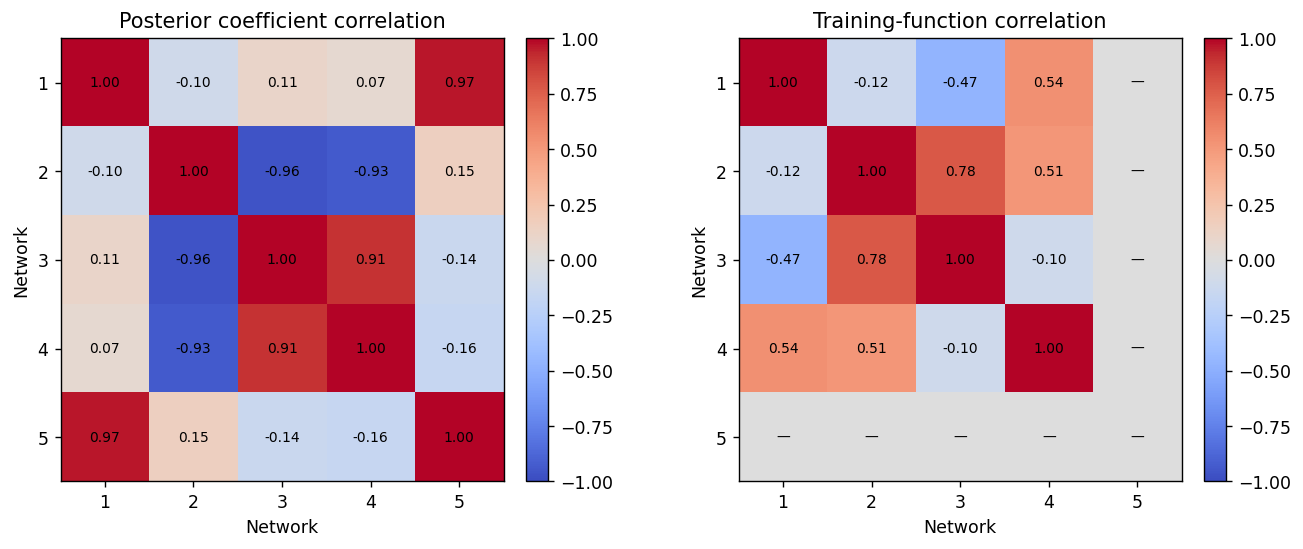 Posterior coefficient correlation
Network
1 1.00 -0.10 0.11 0.07 0.97
2 -0.10 1.00 -0.96 -0.93 0.15
3 0.11 -0.96 1.00 0.91 -0.14
4 0.07 -0.93 0.91 1.00 -0.16
5 0.97 0.15 -0.14 -0.16 1.00
1 2 3 4 5
Network
1.00
0.75
0.50
0.25
0.00
−0.25
−0.50
−0.75
−1.00
Training-function correlation
Network
1 1.00 -0.12 -0.47 0.54 —
2 -0.12 1.00 0.78 0.51 —
3 -0.47 0.78 1.00 -0.10 —
4 0.54 0.51 -0.10 1.00 —
5 — — — — —
1 2 3 4 5
Network
1.00
0.75
0.50
0.25
0.00
−0.25
−0.50
−0.75
−1.00